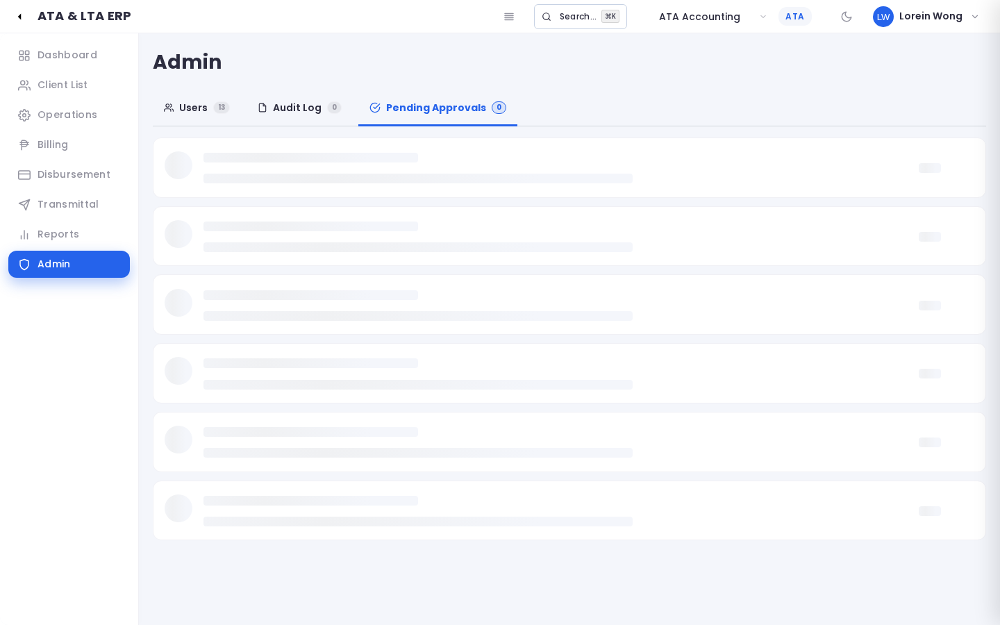 ATA & LTA ERP
Search... ⌘K
ATA Accounting
ATA
LW
Lorein Wong
Dashboard
Client List
Operations
Billing
Disbursement
Transmittal
Reports
Admin
Admin
Users 13
Audit Log 0
Pending Approvals 0